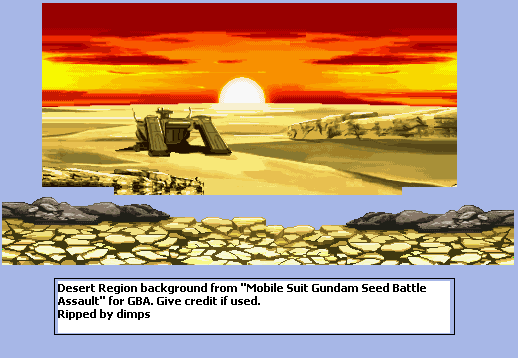 Desert Region background from "Mobile Suit Gundam Seed Battle
Assault" for GBA. Give credit if used.
Ripped by dimps